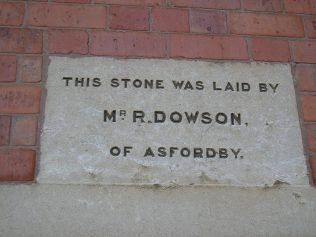 THIS STONE WAS LAID BY
Mr R. DOWSON,
OF ASFORDBY.